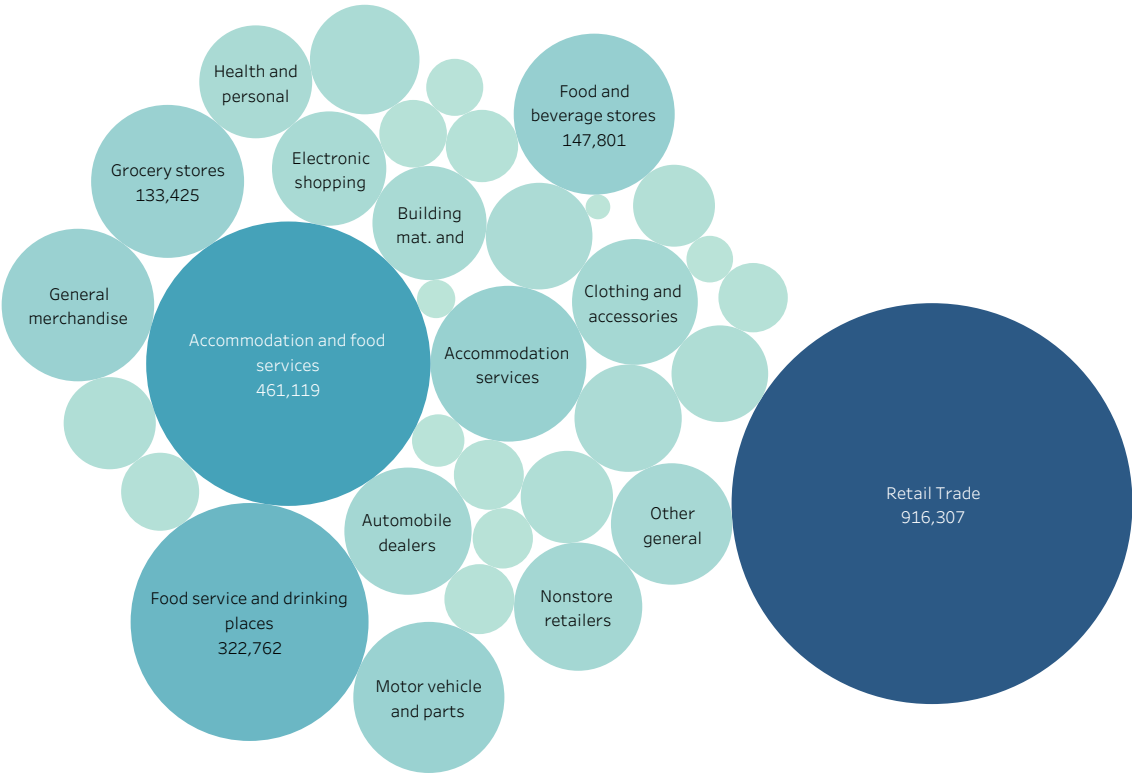 Health and
personal
Food and
beverage stores
147,801
Grocery stores
133,425
Electronic
shopping
Building
mat. and
General
merchandise
Clothing and
accessories
Accommodation and food
services
461,119
Accommodation
services
Retail Trade
916,307
Automobile
dealers
Other
general
Food service and drinking
places
322,762
Nonstore
retailers
Motor vehicle
and parts